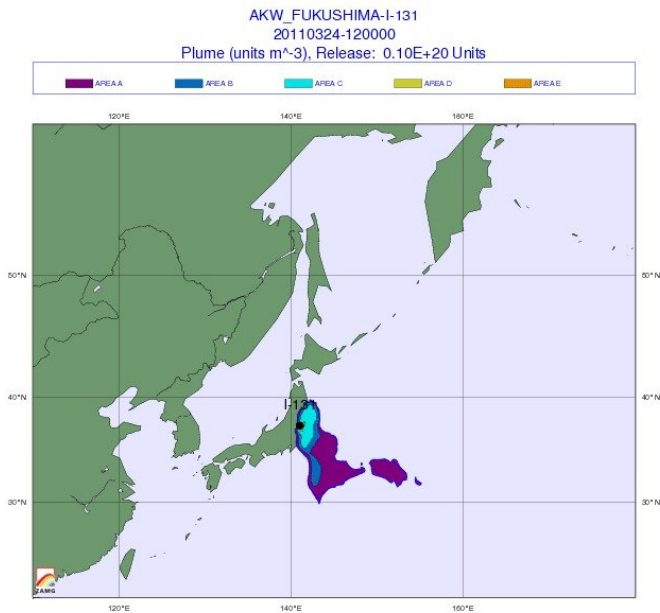 AKW_FUKUSHIMA-I-131
20110324-120000
Plume (units m^-3), Release: 0.10E+20 Units
AREA A AREA B AREA C AREA D AREA E
120°E 140°E 160°E
50°N 50°N
40°N 40°N
I-131
30°N 30°N
ZAMG
120°E 140°E 160°E